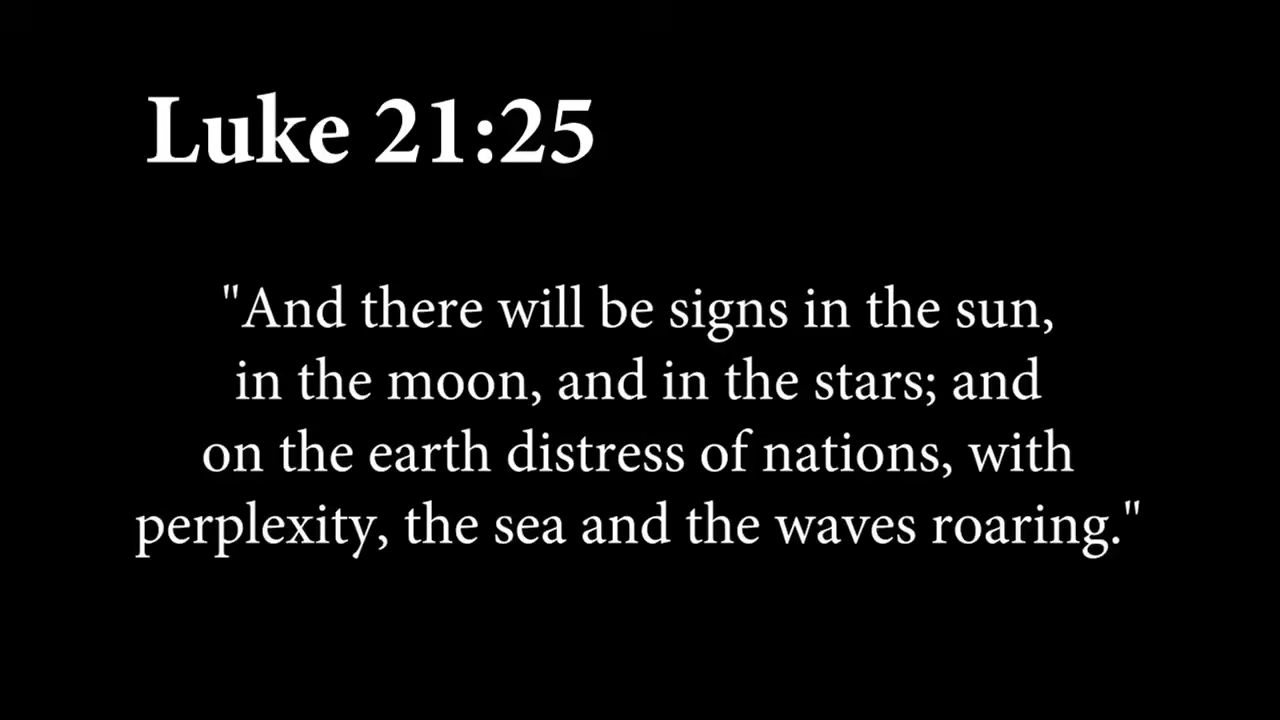 Luke 21:25
"And there will be signs in the sun,
in the moon, and in the stars; and
on the earth distress of nations, with
perplexity, the sea and the waves roaring."